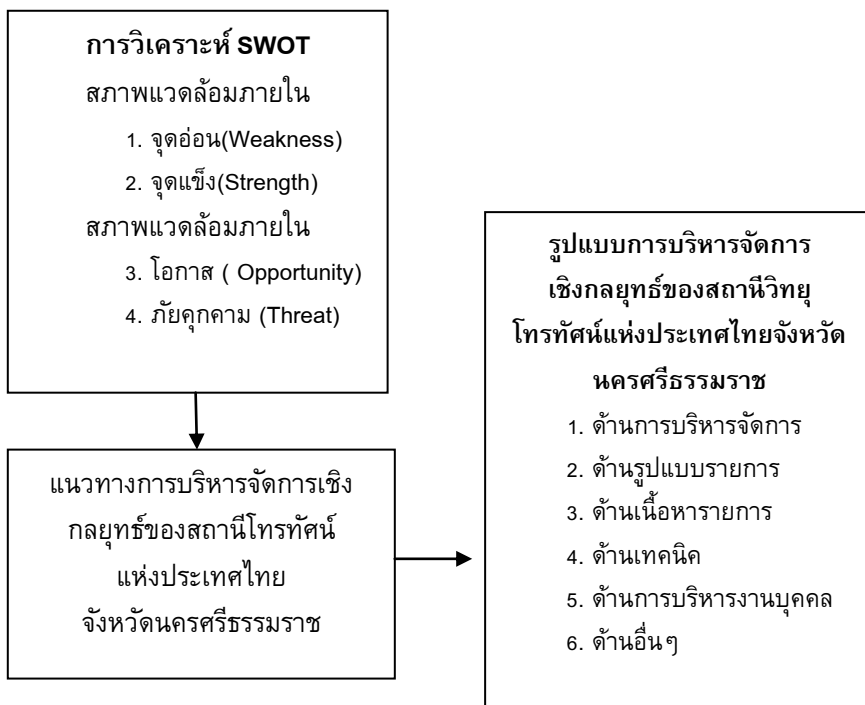 การวิเคราะห์ SWOT
สภาพแวดล้อมภายใน
1. จุดอ่อน(Weakness)
2. จุดแข็ง(Strength)
สภาพแวดล้อมภายใน
3. โอกาส ( Opportunity)
4. ภัยคุกคาม (Threat)
แนวทางการบริหารจัดการเชิง
กลยุทธ์ของสถานีโทรทัศน์
แห่งประเทศไทย
จังหวัดนครศรีธรรมราช
รูปแบบการบริหารจัดการ
เชิงกลยุทธ์ของสถานีวิทยุ
โทรทัศน์แห่งประเทศไทยจังหวัด
นครศรีธรรมราช
1. ด้านการบริหารจัดการ
2. ด้านรูปแบบรายการ
3. ด้านเนื้อหารายการ
4. ด้านเทคนิค
5. ด้านการบริหารงานบุคคล
6. ด้านอื่นๆ